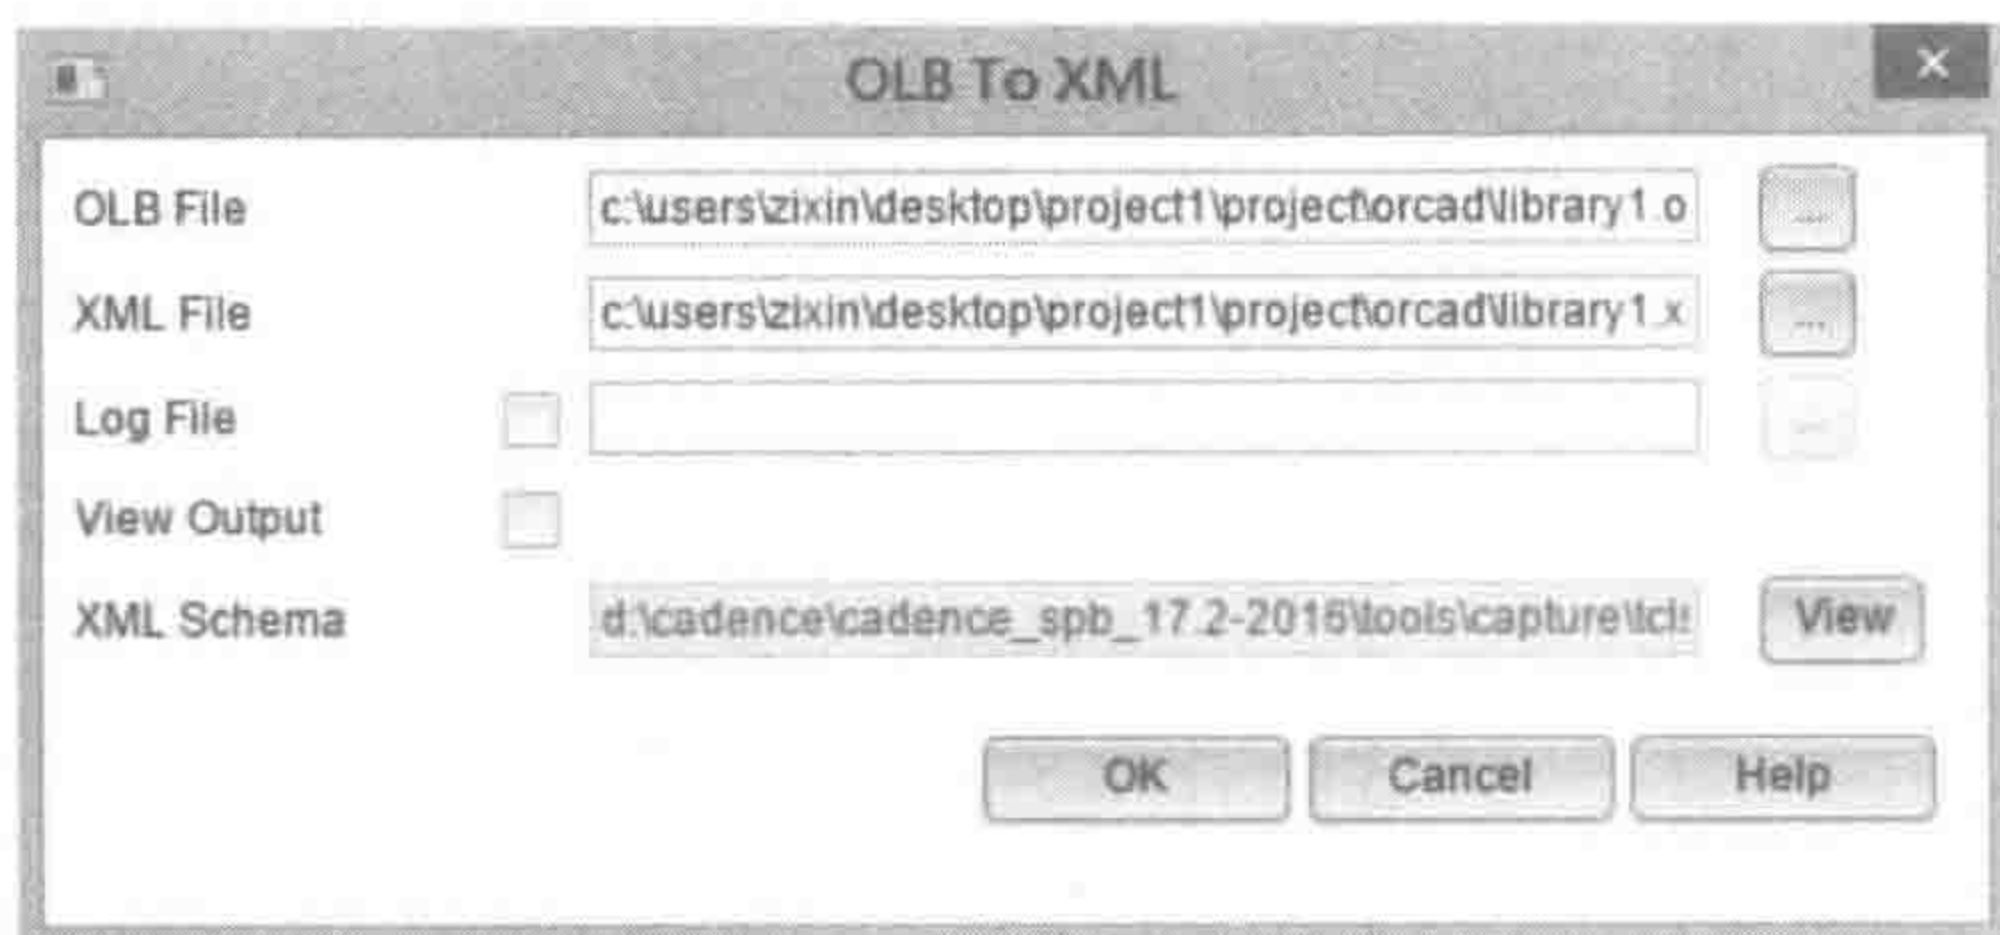 OLB To XML
OLB File c:\users\zixin\desktop\project1\project\orcad\library1.o ...
XML File c:\users\zixin\desktop\project1\project\orcad\library1.x ...
Log File ...
View Output
XML Schema d:\cadence\cadence_spb_17.2-2016\tools\capture\tcls View
OK Cancel Help